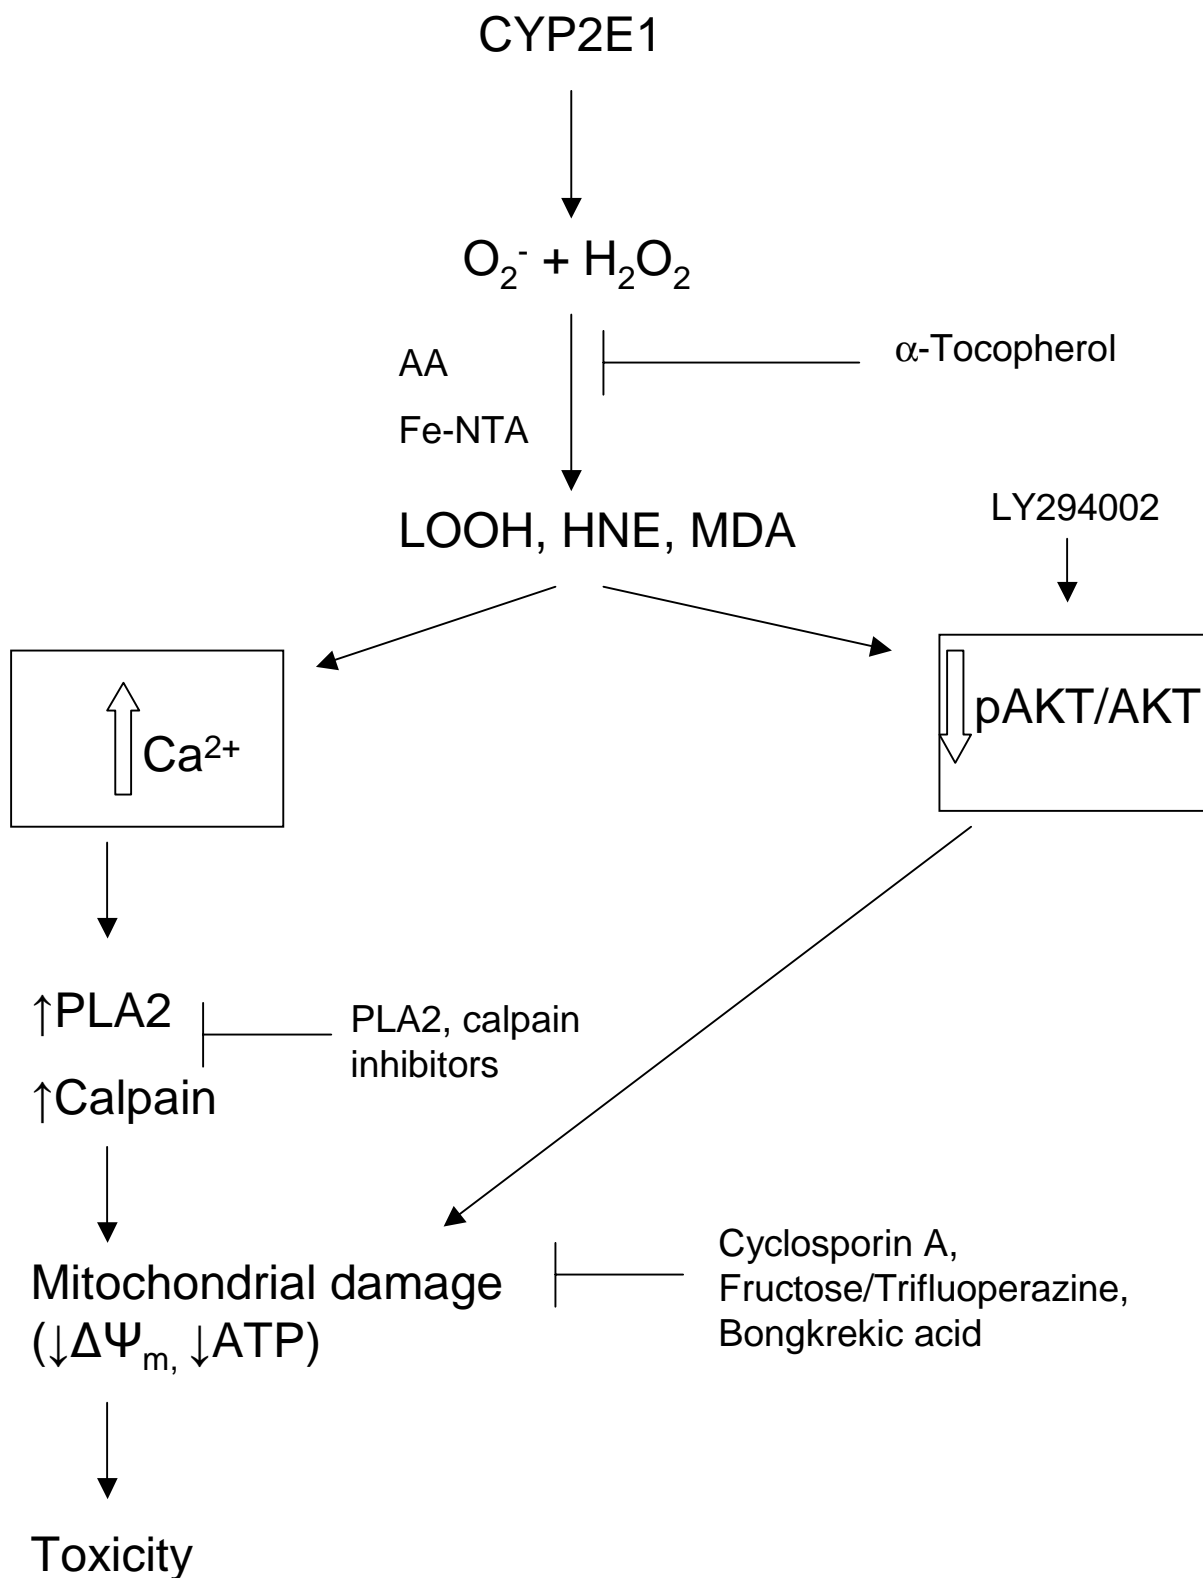 CYP2E1
O₂⁻ + H₂O₂
AA
α-Tocopherol
Fe-NTA
LOOH, HNE, MDA
LY294002
Ca²⁺
pAKT/AKT
↑PLA2
PLA2, calpain
inhibitors
↑Calpain
Mitochondrial damage
(↓ΔΨm, ↓ATP)
Cyclosporin A,
Fructose/Trifluoperazine,
Bongkrekic acid
Toxicity